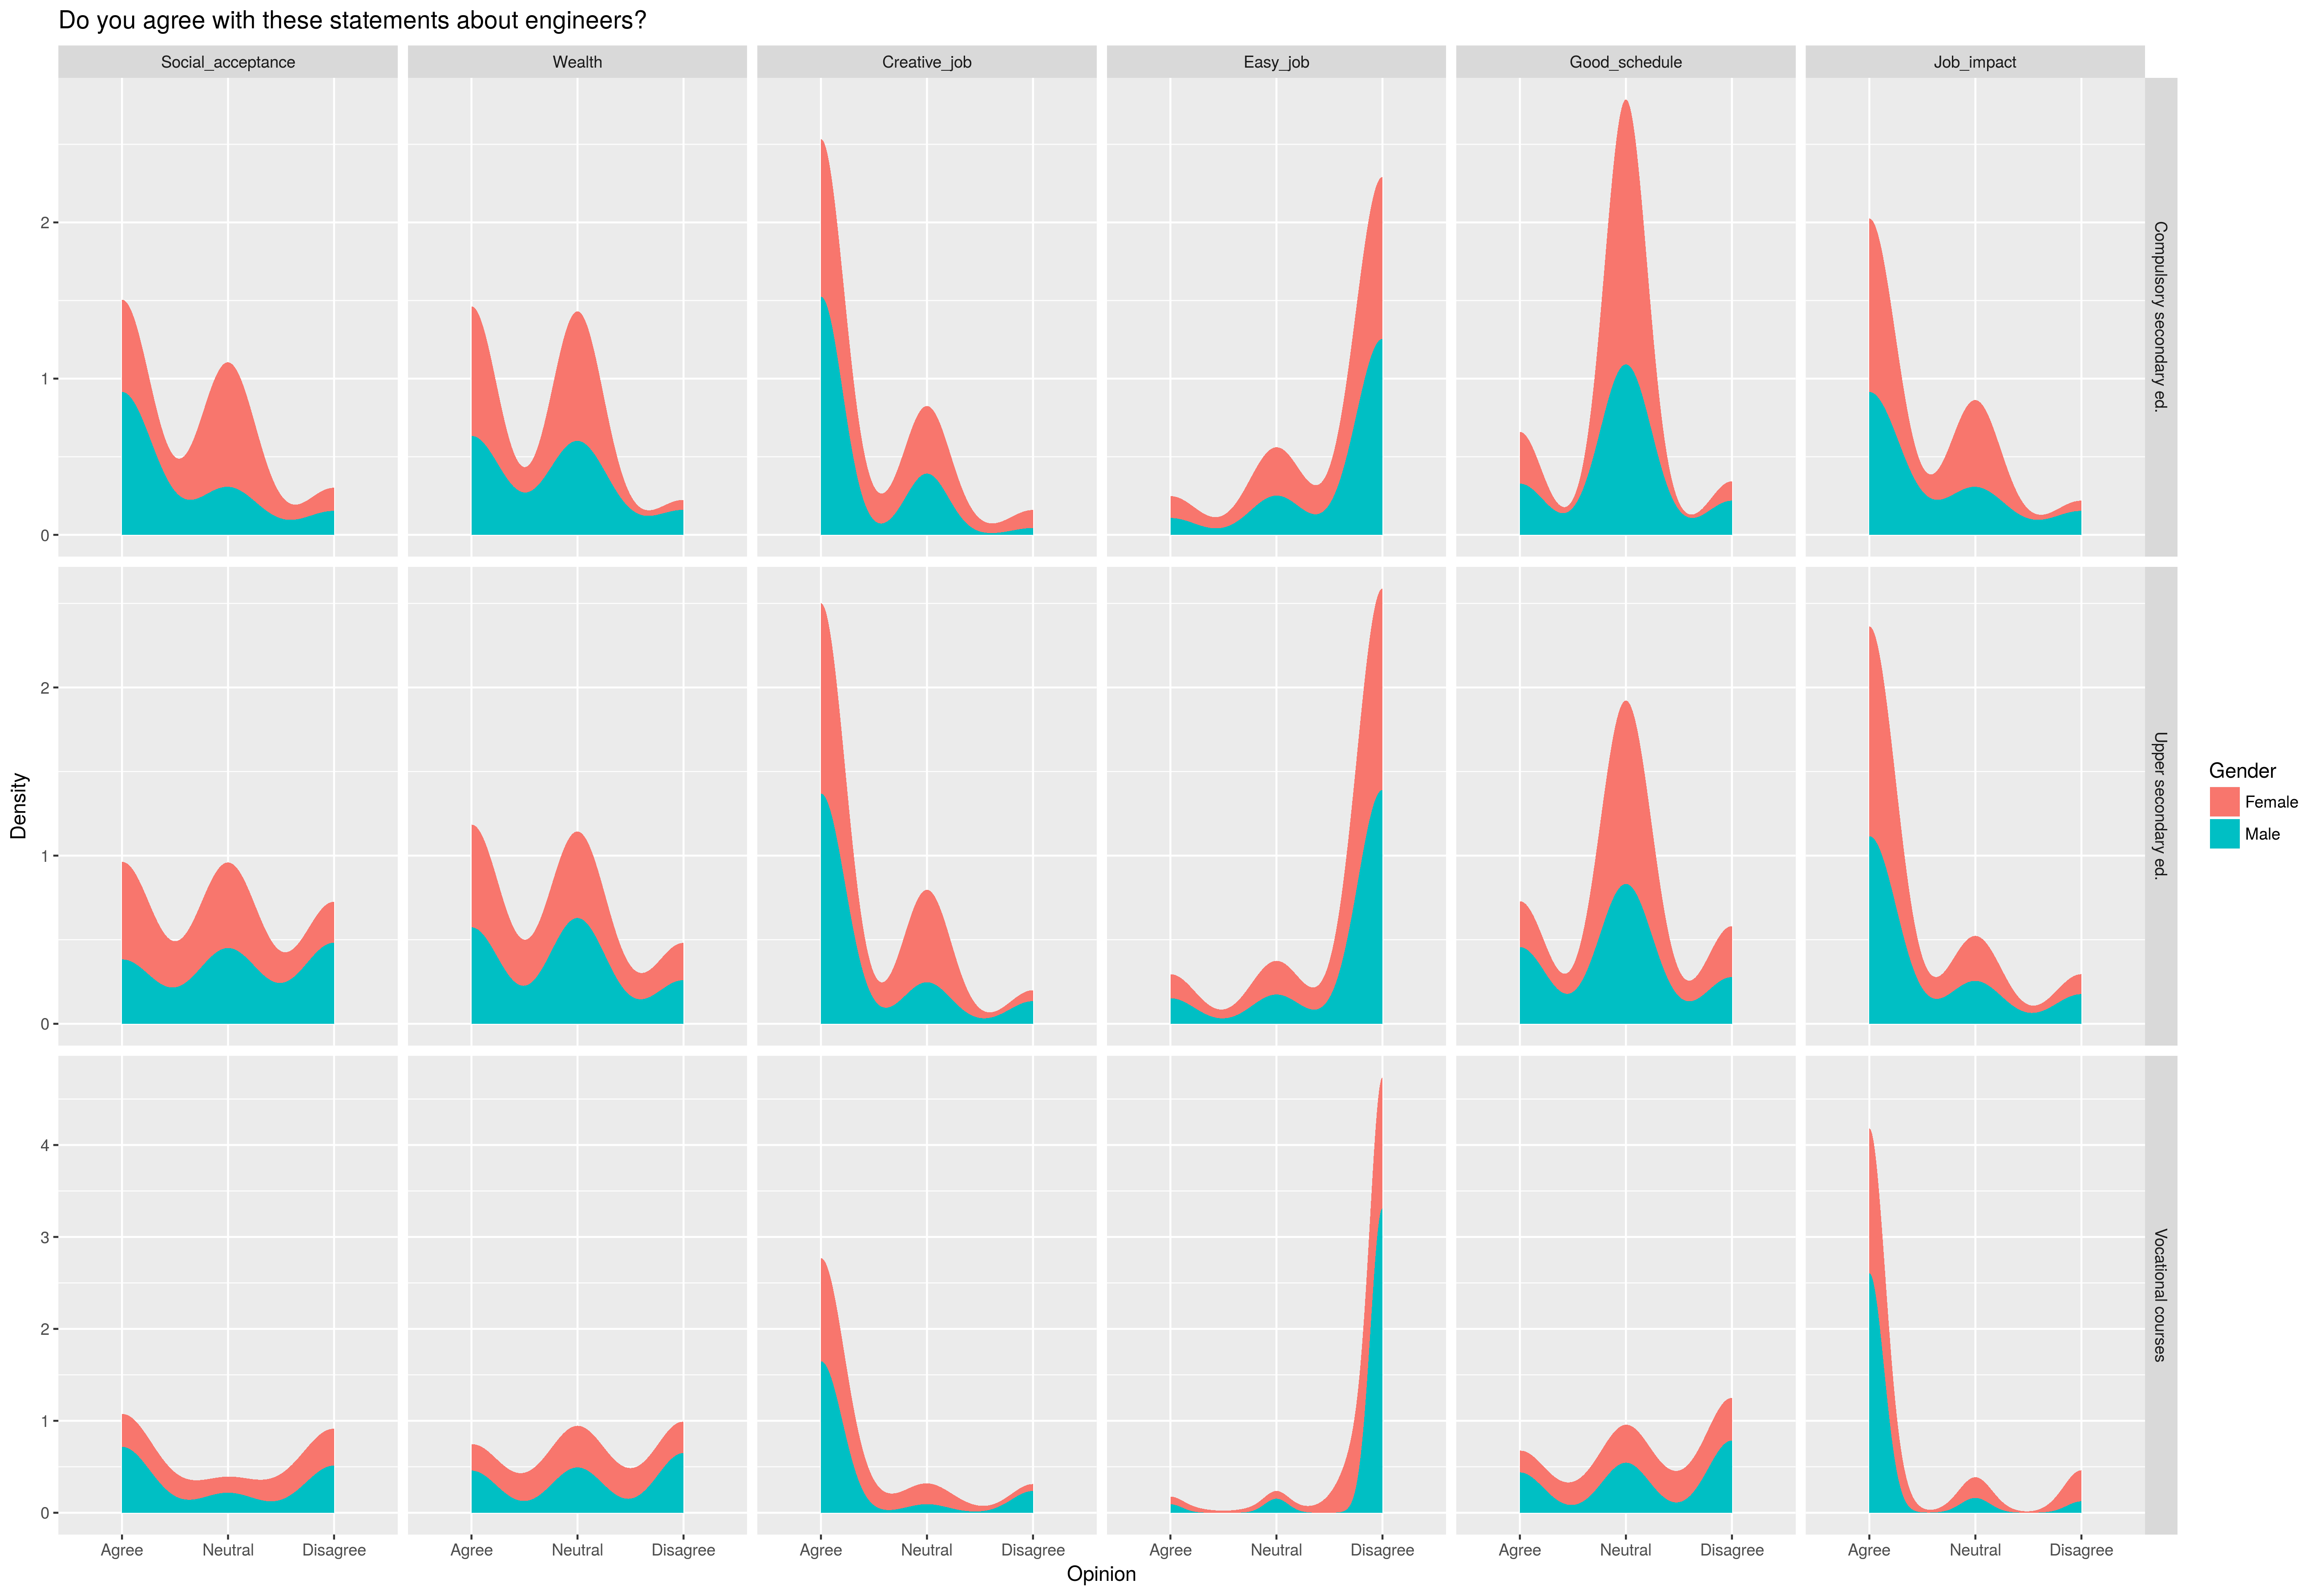 Do you agree with these statements about engineers?
Social_acceptance
Wealth
Creative_job
Easy_job
Good_schedule
Job_impact
2
1
0
Compulsory secondary ed.
2
1
0
Upper secondary ed.
4
3
2
1
0
Vocational courses
Density
Agree Neutral Disagree
Agree Neutral Disagree
Agree Neutral Disagree
Agree Neutral Disagree
Agree Neutral Disagree
Agree Neutral Disagree
Opinion
Gender
Female
Male